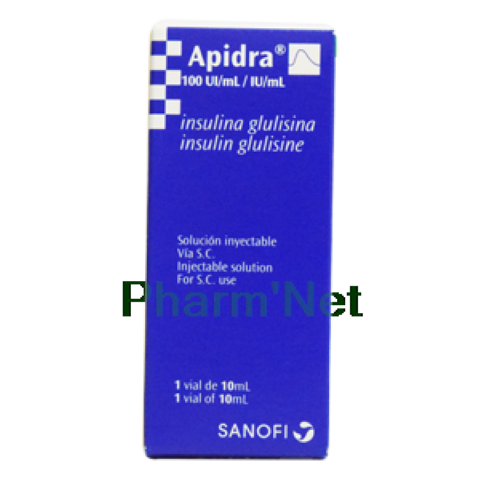 Apidra®
100 UI/mL / IU/mL
insulina glulisina
insulin glulisine
Solución inyectable
Vía S.C.
Injectable solution
For S.C. use
Pharm'Net
1 vial de 10mL
1 vial of 10mL
SANOFI